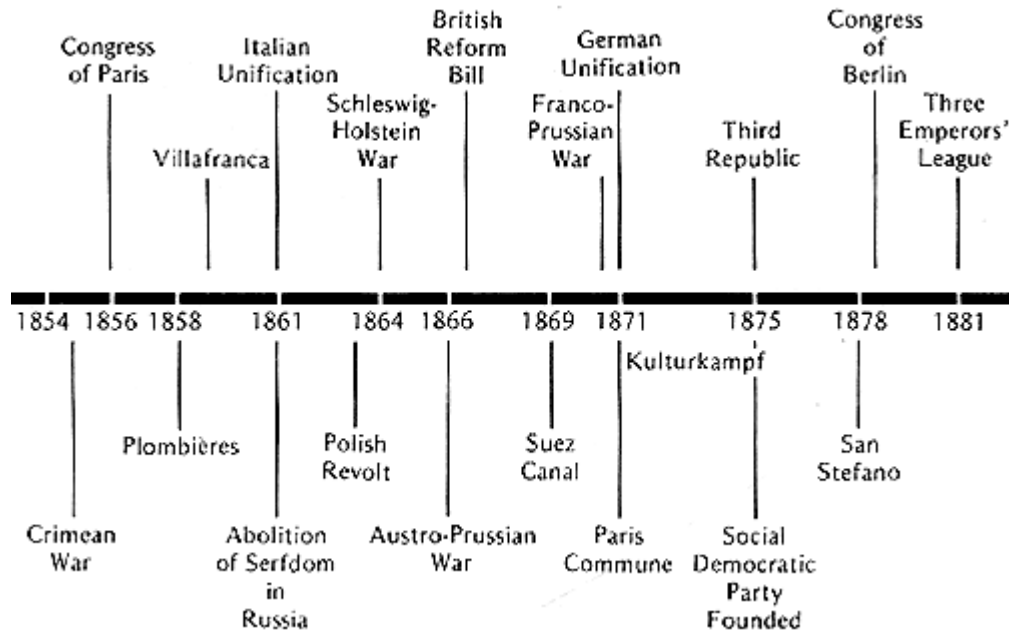 Congress
of Paris
Italian
Unification
British
Reform
Bill
German
Unification
Congress
of
Berlin
Villafranca
Schleswig-
Holstein
War
Franco-
Prussian
War
Third
Republic
Three
Emperors'
League
1854 1856 1858 1861 1864 1866 1869 1871 1875 1878 1881
Kulturkampf
Plombières
Polish
Revolt
Suez
Canal
San
Stefano
Crimean
War
Abolition
of Serfdom
in
Russia
Austro-Prussian
War
Paris
Commune
Social
Democratic
Party
Founded